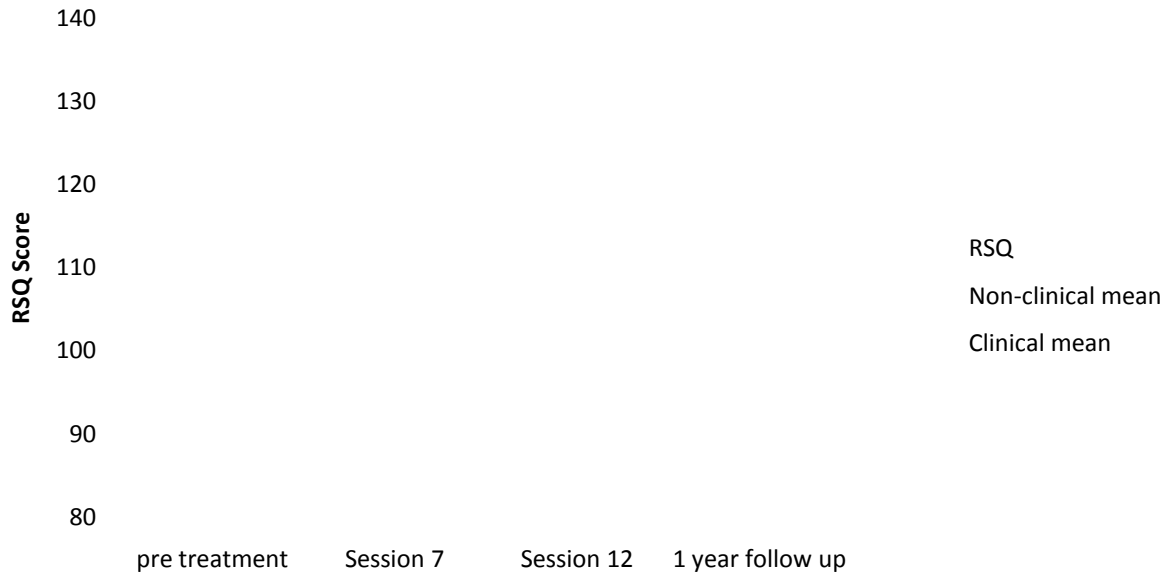 140
130
120
110
100
90
80
RSQ Score
pre treatment Session 7 Session 12 1 year follow up
RSQ
Non-clinical mean
Clinical mean